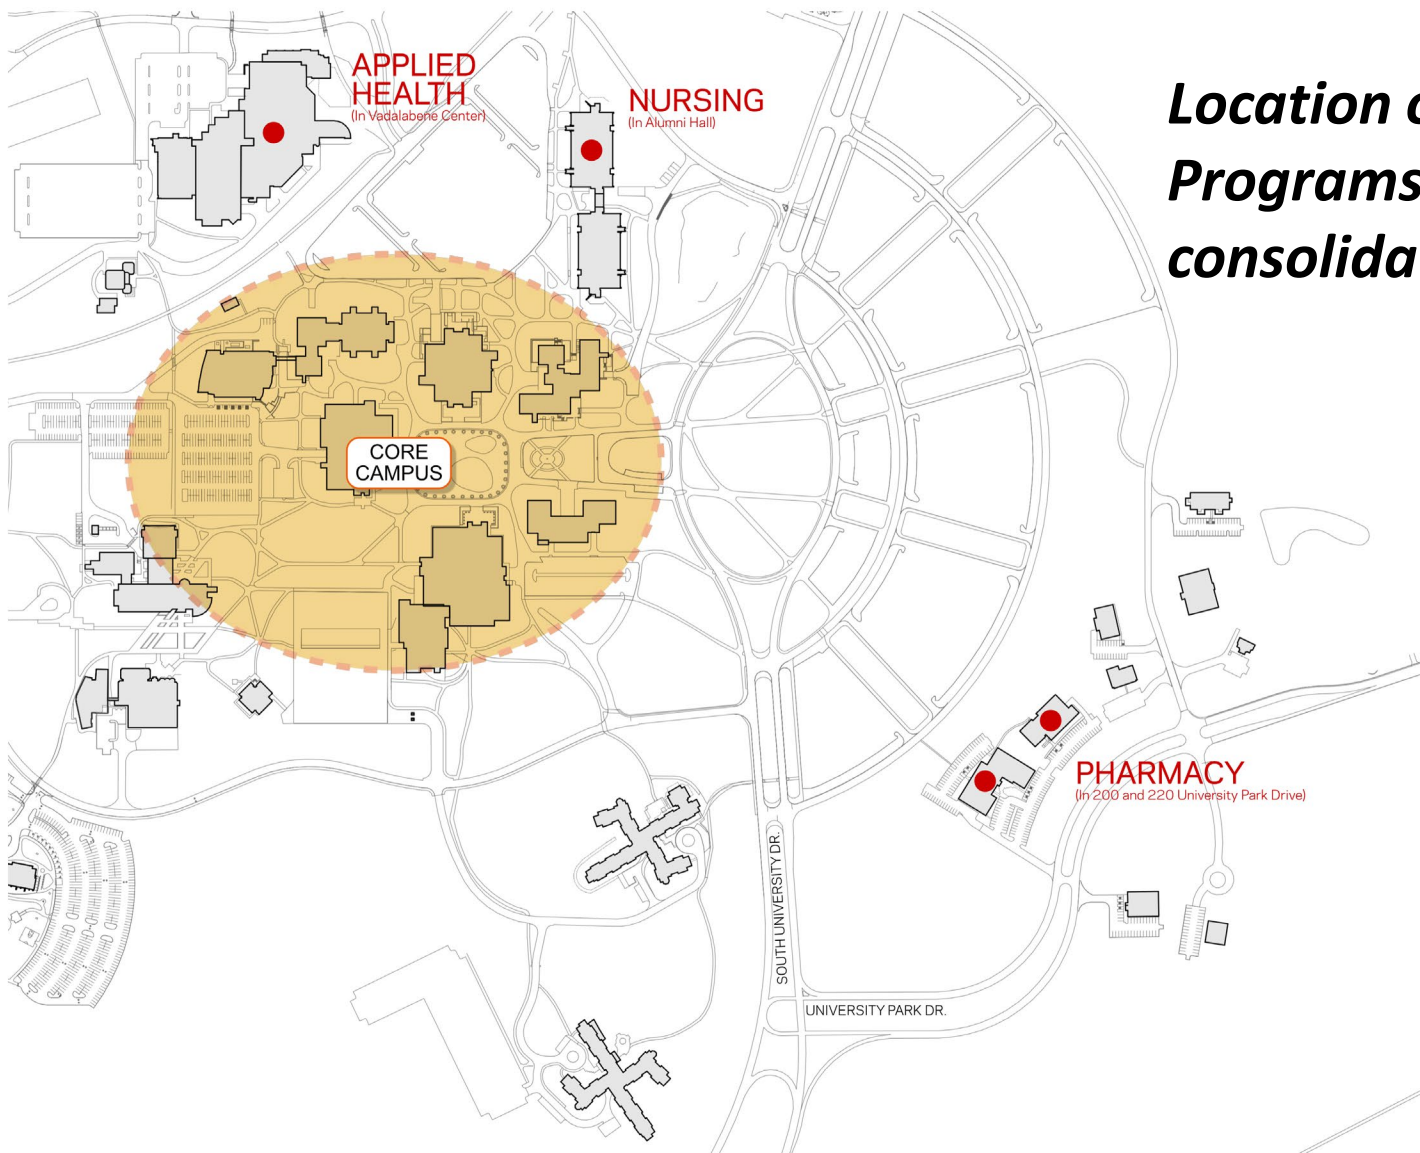 APPLIED
HEALTH
(In Vadalabene Center)
NURSING
(In Alumni Hall)
Location
Programs
CORE
CAMPUS
PHARMACY
(In 200 and 220 University Park Drive)
SOUTH UNIVERSITY DR.
UNIVERSITY PARK DR.